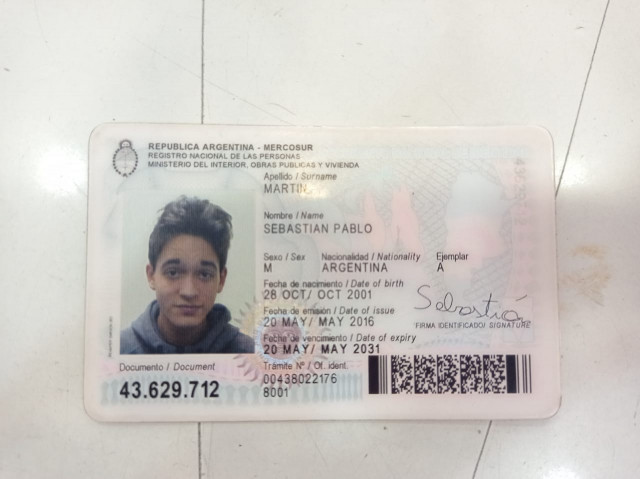 REPUBLICA ARGENTINA - MERCOSUR
REGISTRO NACIONAL DE LAS PERSONAS
MINISTERIO DEL INTERIOR, OBRAS PUBLICAS Y VIVIENDA
Apellido / Surname
MARTIN
Nombre / Name
SEBASTIAN PABLO
Sexo / Sex Nacionalidad / Nationality Ejemplar
M ARGENTINA A
Fecha de nacimiento / Date of birth
28 OCT/ OCT 2001
Fecha de emisión / Date of issue
20 MAY/ MAY 2016
Sebastiá
FIRMA IDENTIFICADO/ SIGNATURE
Fecha de vencimiento / Date of expiry
20 MAY/ MAY 2031
Documento / Document
43.629.712
Trámite Nº / Of. ident.
00438022176
8001